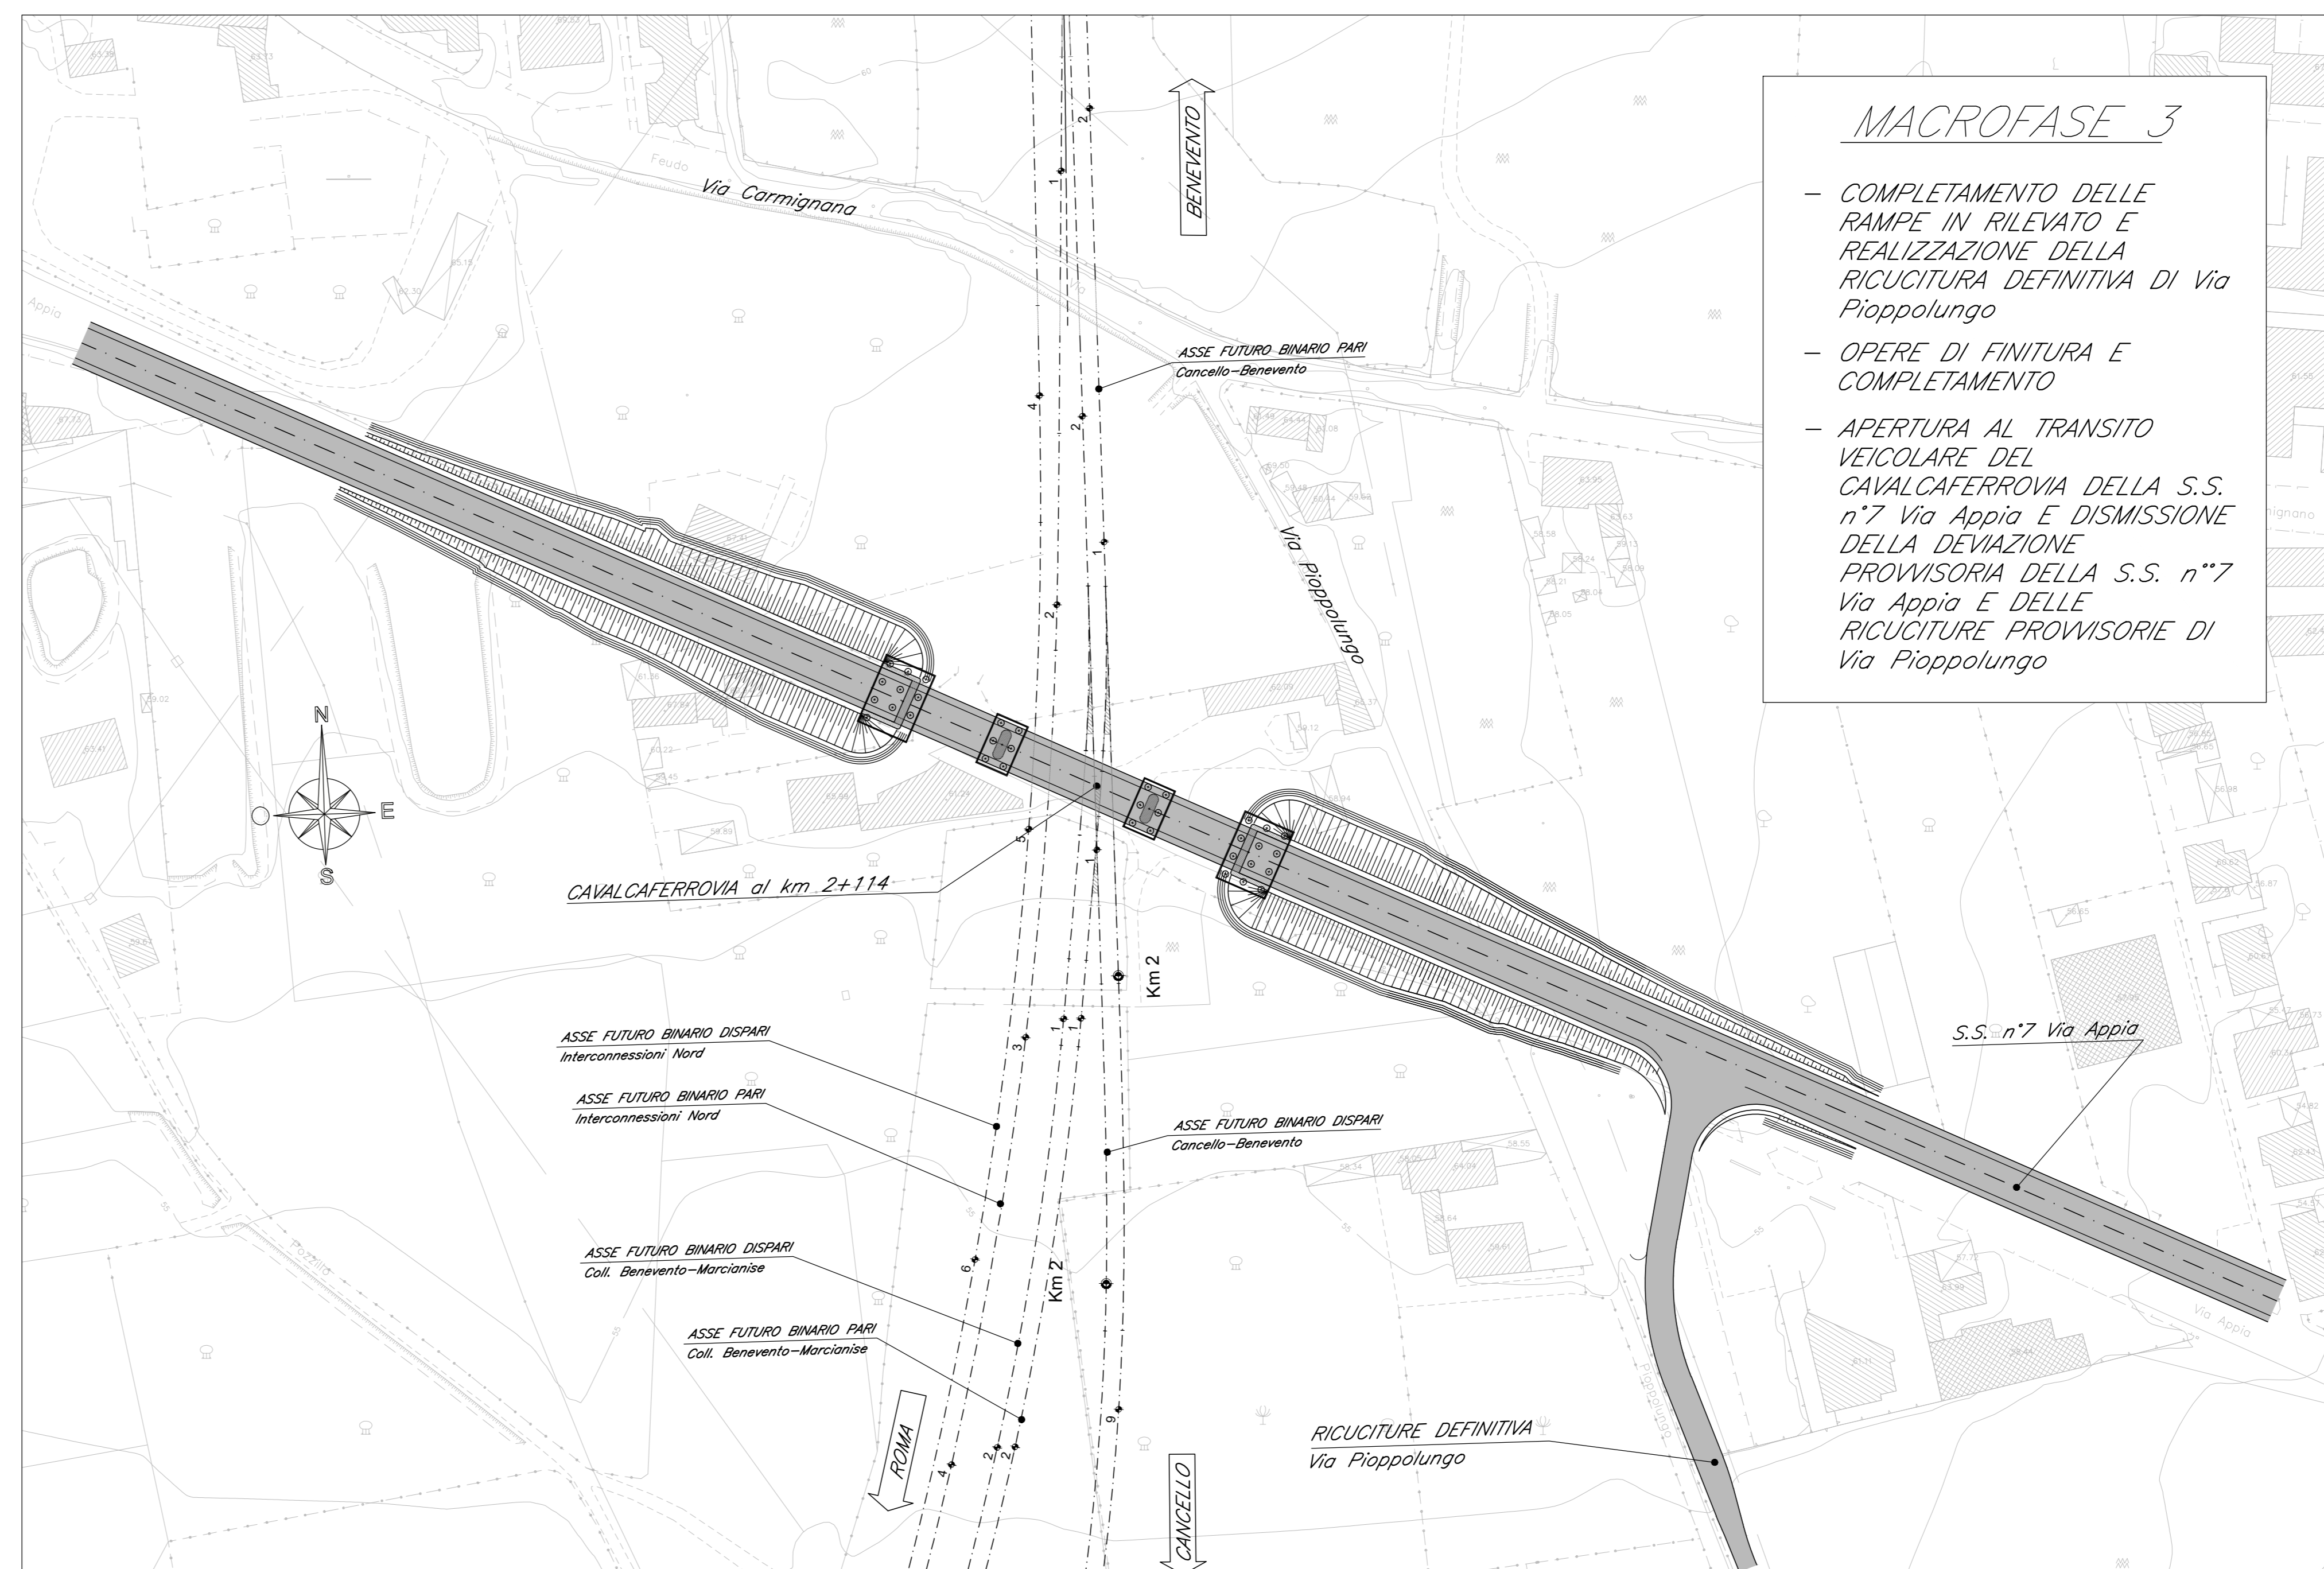 MACROFASE 3
– COMPLETAMENTO DELLE
RAMPE IN RILEVATO E
REALIZZAZIONE DELLA
RICUCITURA DEFINITIVA DI Via
Pioppolungo
– OPERE DI FINITURA E
COMPLETAMENTO
– APERTURA AL TRANSITO
VEICOLARE DEL
CAVALCAFERROVIA DELLA S.S.
n°7 Via Appia E DISMISSIONE
DELLA DEVIAZIONE
PROVVISORIA DELLA S.S. n°°7
Via Appia E DELLE
RICUCITURE PROVVISORIE DI
Via Pioppolungo
BENEVENTO
Feudo
Via Carmignana
Appia
ASSE FUTURO BINARIO PARI
Cancello–Benevento
Via Pioppolungo
N
E
S
O
CAVALCAFERROVIA al km 2+114
Km 2
ASSE FUTURO BINARIO DISPARI
Interconnessioni Nord
ASSE FUTURO BINARIO PARI
Interconnessioni Nord
ASSE FUTURO BINARIO DISPARI
Cancello–Benevento
S.S. n°7 Via Appia
ASSE FUTURO BINARIO DISPARI
Coll. Benevento–Marcianise
Km 2
ASSE FUTURO BINARIO PARI
Coll. Benevento–Marcianise
Pozzillo
Via Appia
Pioppolungo
ROMA
CANCELLO
RICUCITURE DEFINITIVA
Via Pioppolungo